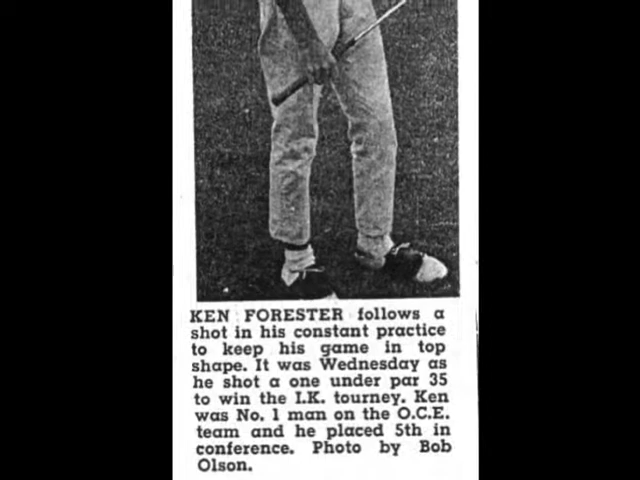 KEN FORESTER follows a
shot in his constant practice
to keep his game in top
shape. It was Wednesday as
he shot a one under par 35
to win the I.K. tourney. Ken
was No. 1 man on the O.C.E.
team and he placed 5th in
conference. Photo by Bob
Olson.